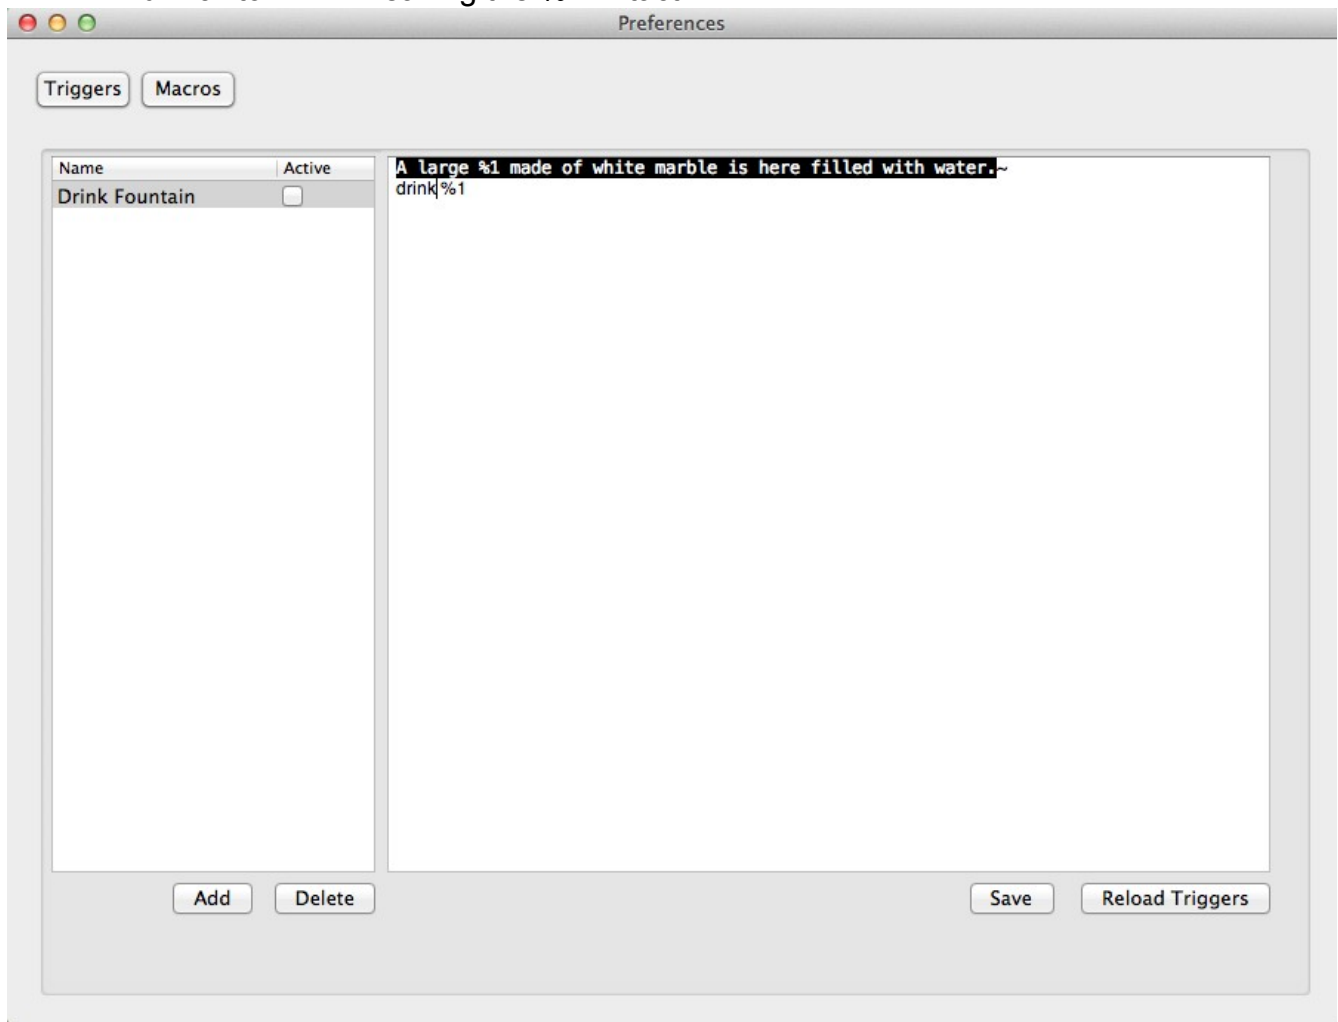 Preferences
Triggers Macros
Name Active
Drink Fountain
A large %1 made of white marble is here filled with water.~
drink %1
Add Delete Save Reload Triggers